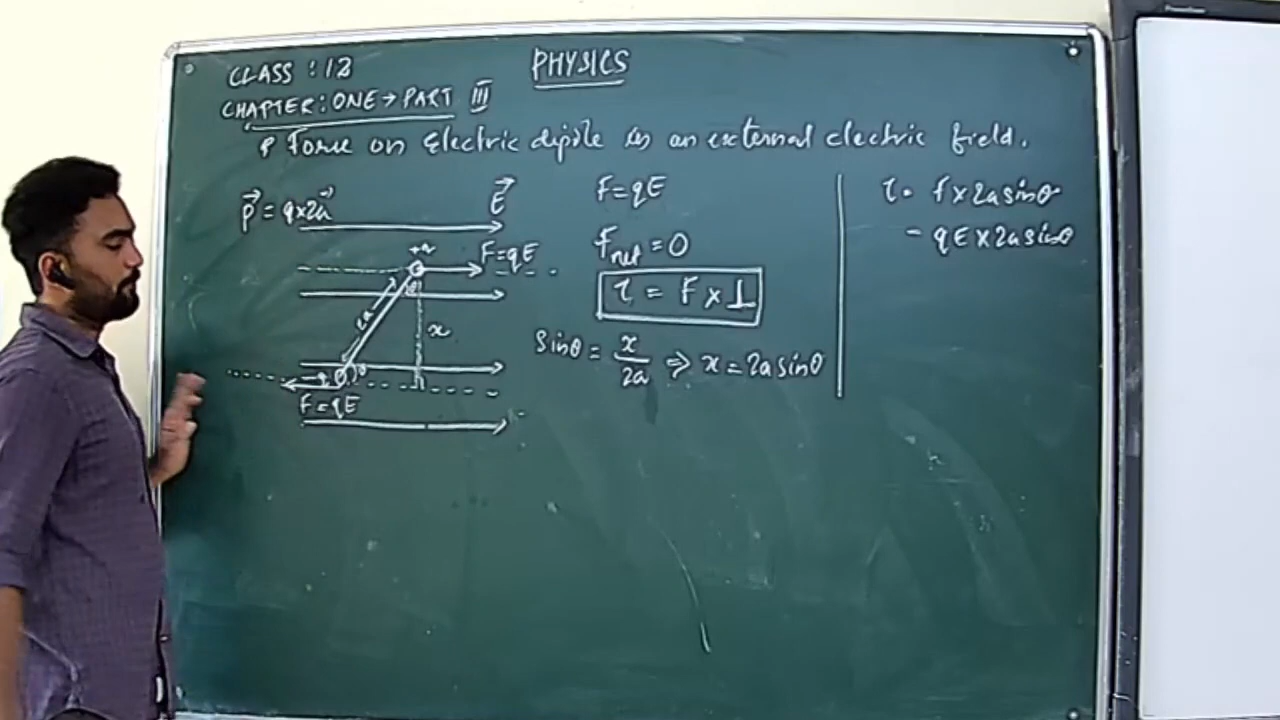 PHYSICS
CLASS : 12
CHAPTER: ONE → PART III
Force on Electric dipole in an external electric field.
p⃗ = q×2a⃗
E⃗
+q
F=qE
2a
θ
x
-q
θ
F=qE
F=qE
Fnet=0
τ = F × ⊥
Sinθ = x/2a ⇒ x = 2a sinθ
τ = F × 2a sinθ
= qE × 2a sinθ